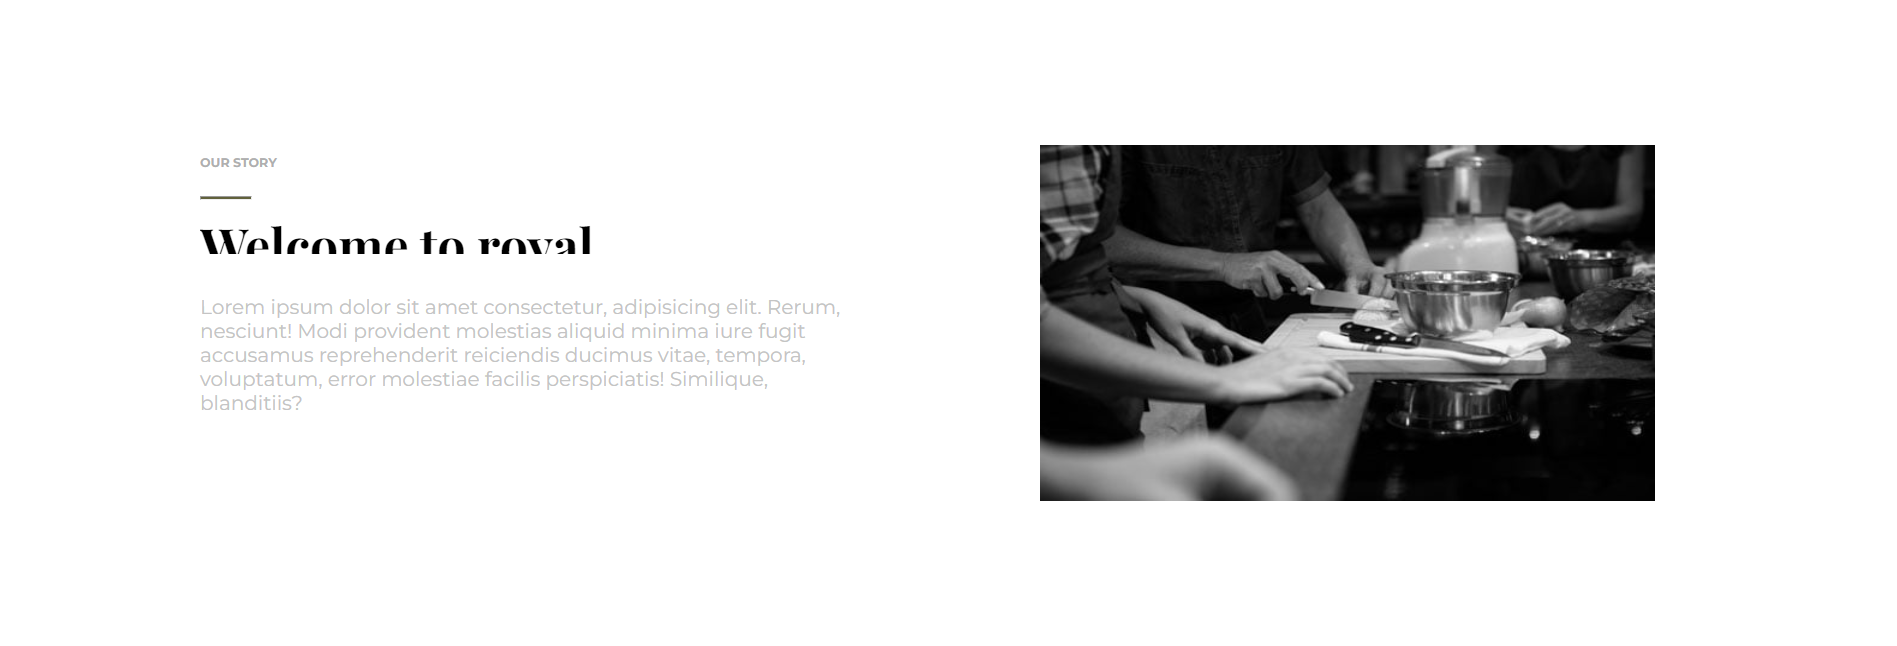 OUR STORY
Welcome to royal
Lorem ipsum dolor sit amet consectetur, adipisicing elit. Rerum,
nesciunt! Modi provident molestias aliquid minima iure fugit
accusamus reprehenderit reiciendis ducimus vitae, tempora,
voluptatum, error molestiae facilis perspiciatis! Similique,
blanditiis?